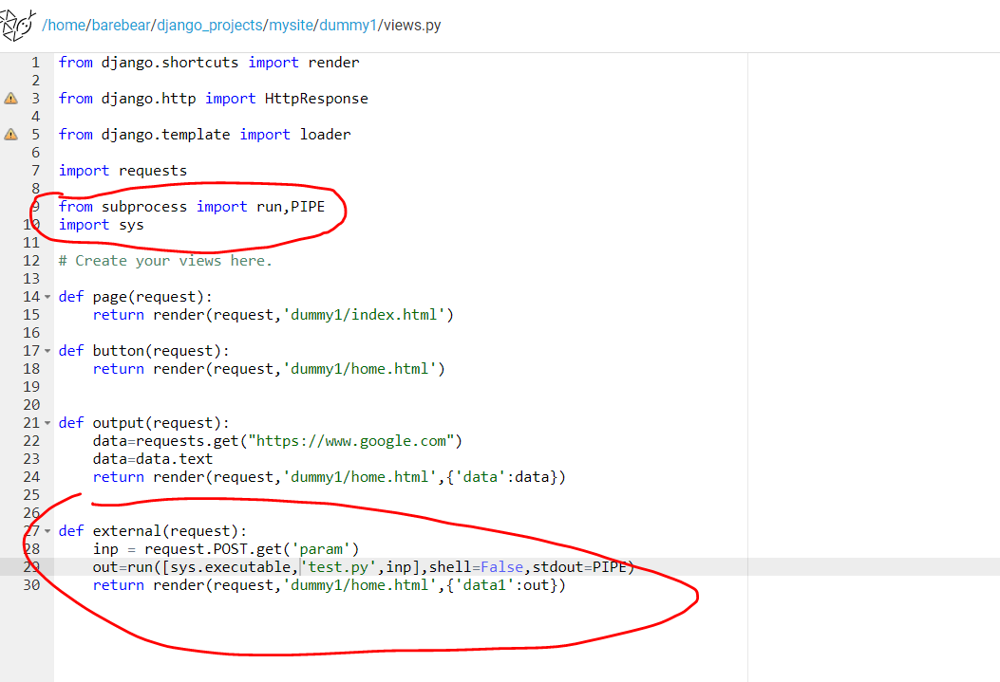 /home/barebear/django_projects/mysite/dummy1/views.py
1 from django.shortcuts import render
2
3 from django.http import HttpResponse
4
5 from django.template import loader
6
7 import requests
8
9 from subprocess import run,PIPE
10 import sys
11
12 # Create your views here.
13
14 def page(request):
15     return render(request,'dummy1/index.html')
16
17 def button(request):
18     return render(request,'dummy1/home.html')
19
20
21 def output(request):
22     data=requests.get("https://www.google.com")
23     data=data.text
24     return render(request,'dummy1/home.html',{'data':data})
25
26
27 def external(request):
28     inp = request.POST.get('param')
29     out=run([sys.executable,'test.py',inp],shell=False,stdout=PIPE)
30     return render(request,'dummy1/home.html',{'data1':out})